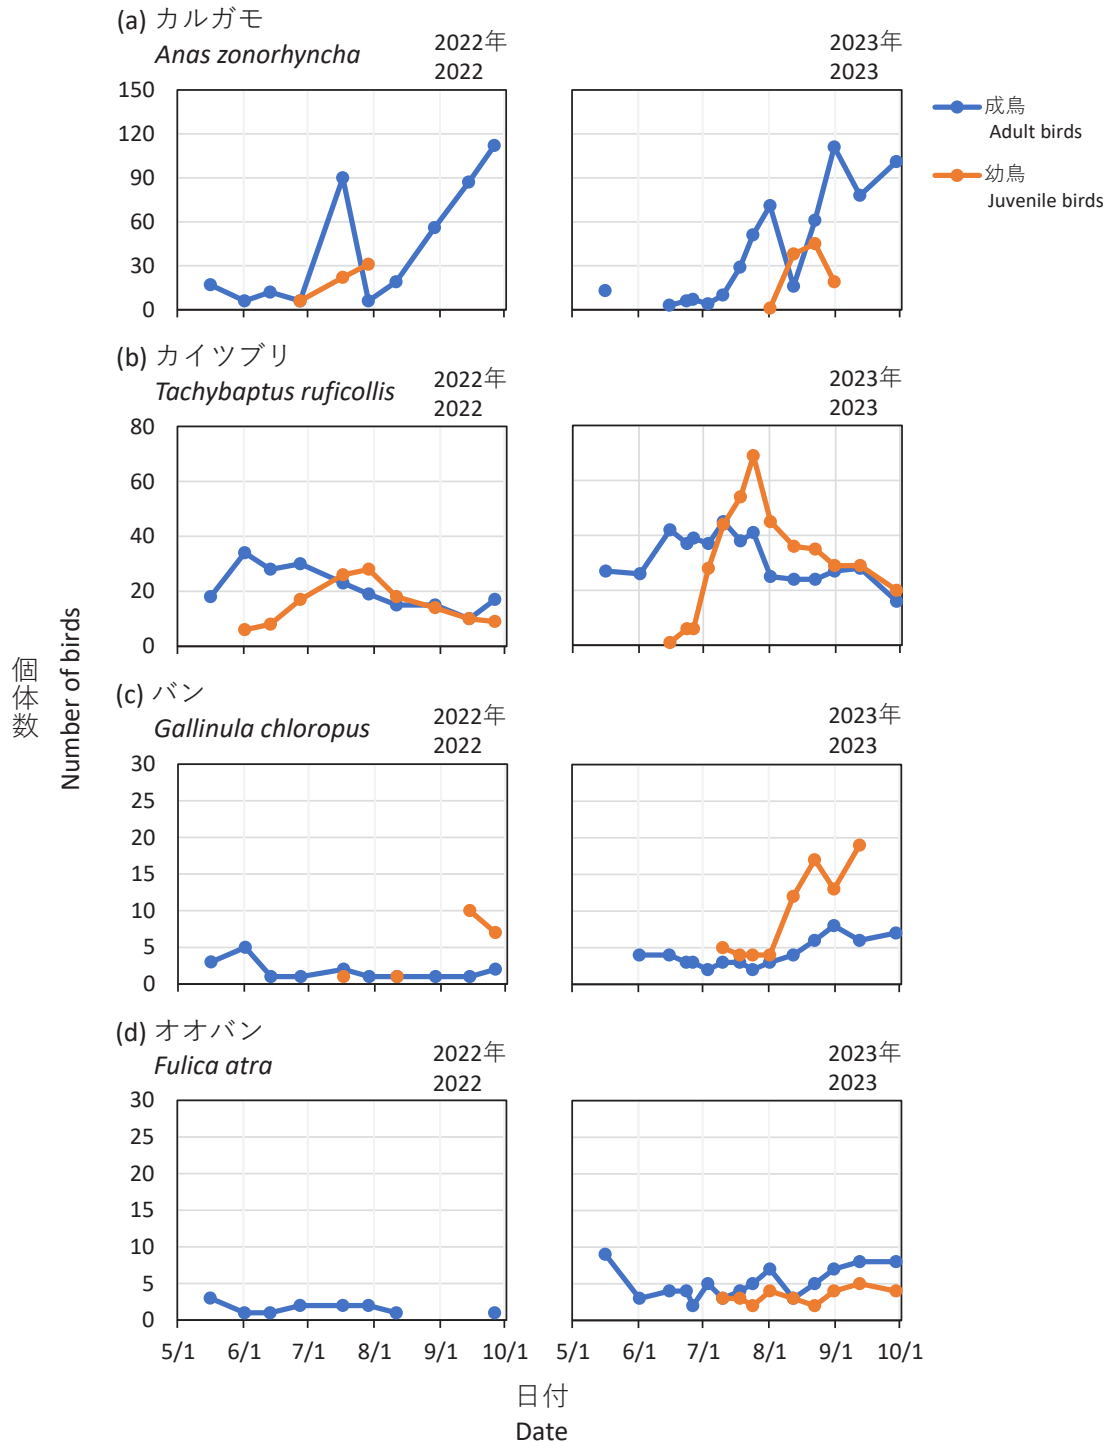 (a) カルガモ
Anas zonorhyncha
2022年
2022
2023年
2023
150
120
90
60
30
0
成鳥
Adult birds
幼鳥
Juvenile birds
(b) カイツブリ
Tachybaptus ruficollis
2022年
2022
2023年
2023
80
60
40
20
0
個体数
Number of birds
(c) バン
Gallinula chloropus
2022年
2022
2023年
2023
30
25
20
15
10
5
0
(d) オオバン
Fulica atra
2022年
2022
2023年
2023
30
25
20
15
10
5
0
5/1 6/1 7/1 8/1 9/1 10/1
5/1 6/1 7/1 8/1 9/1 10/1
日付
Date